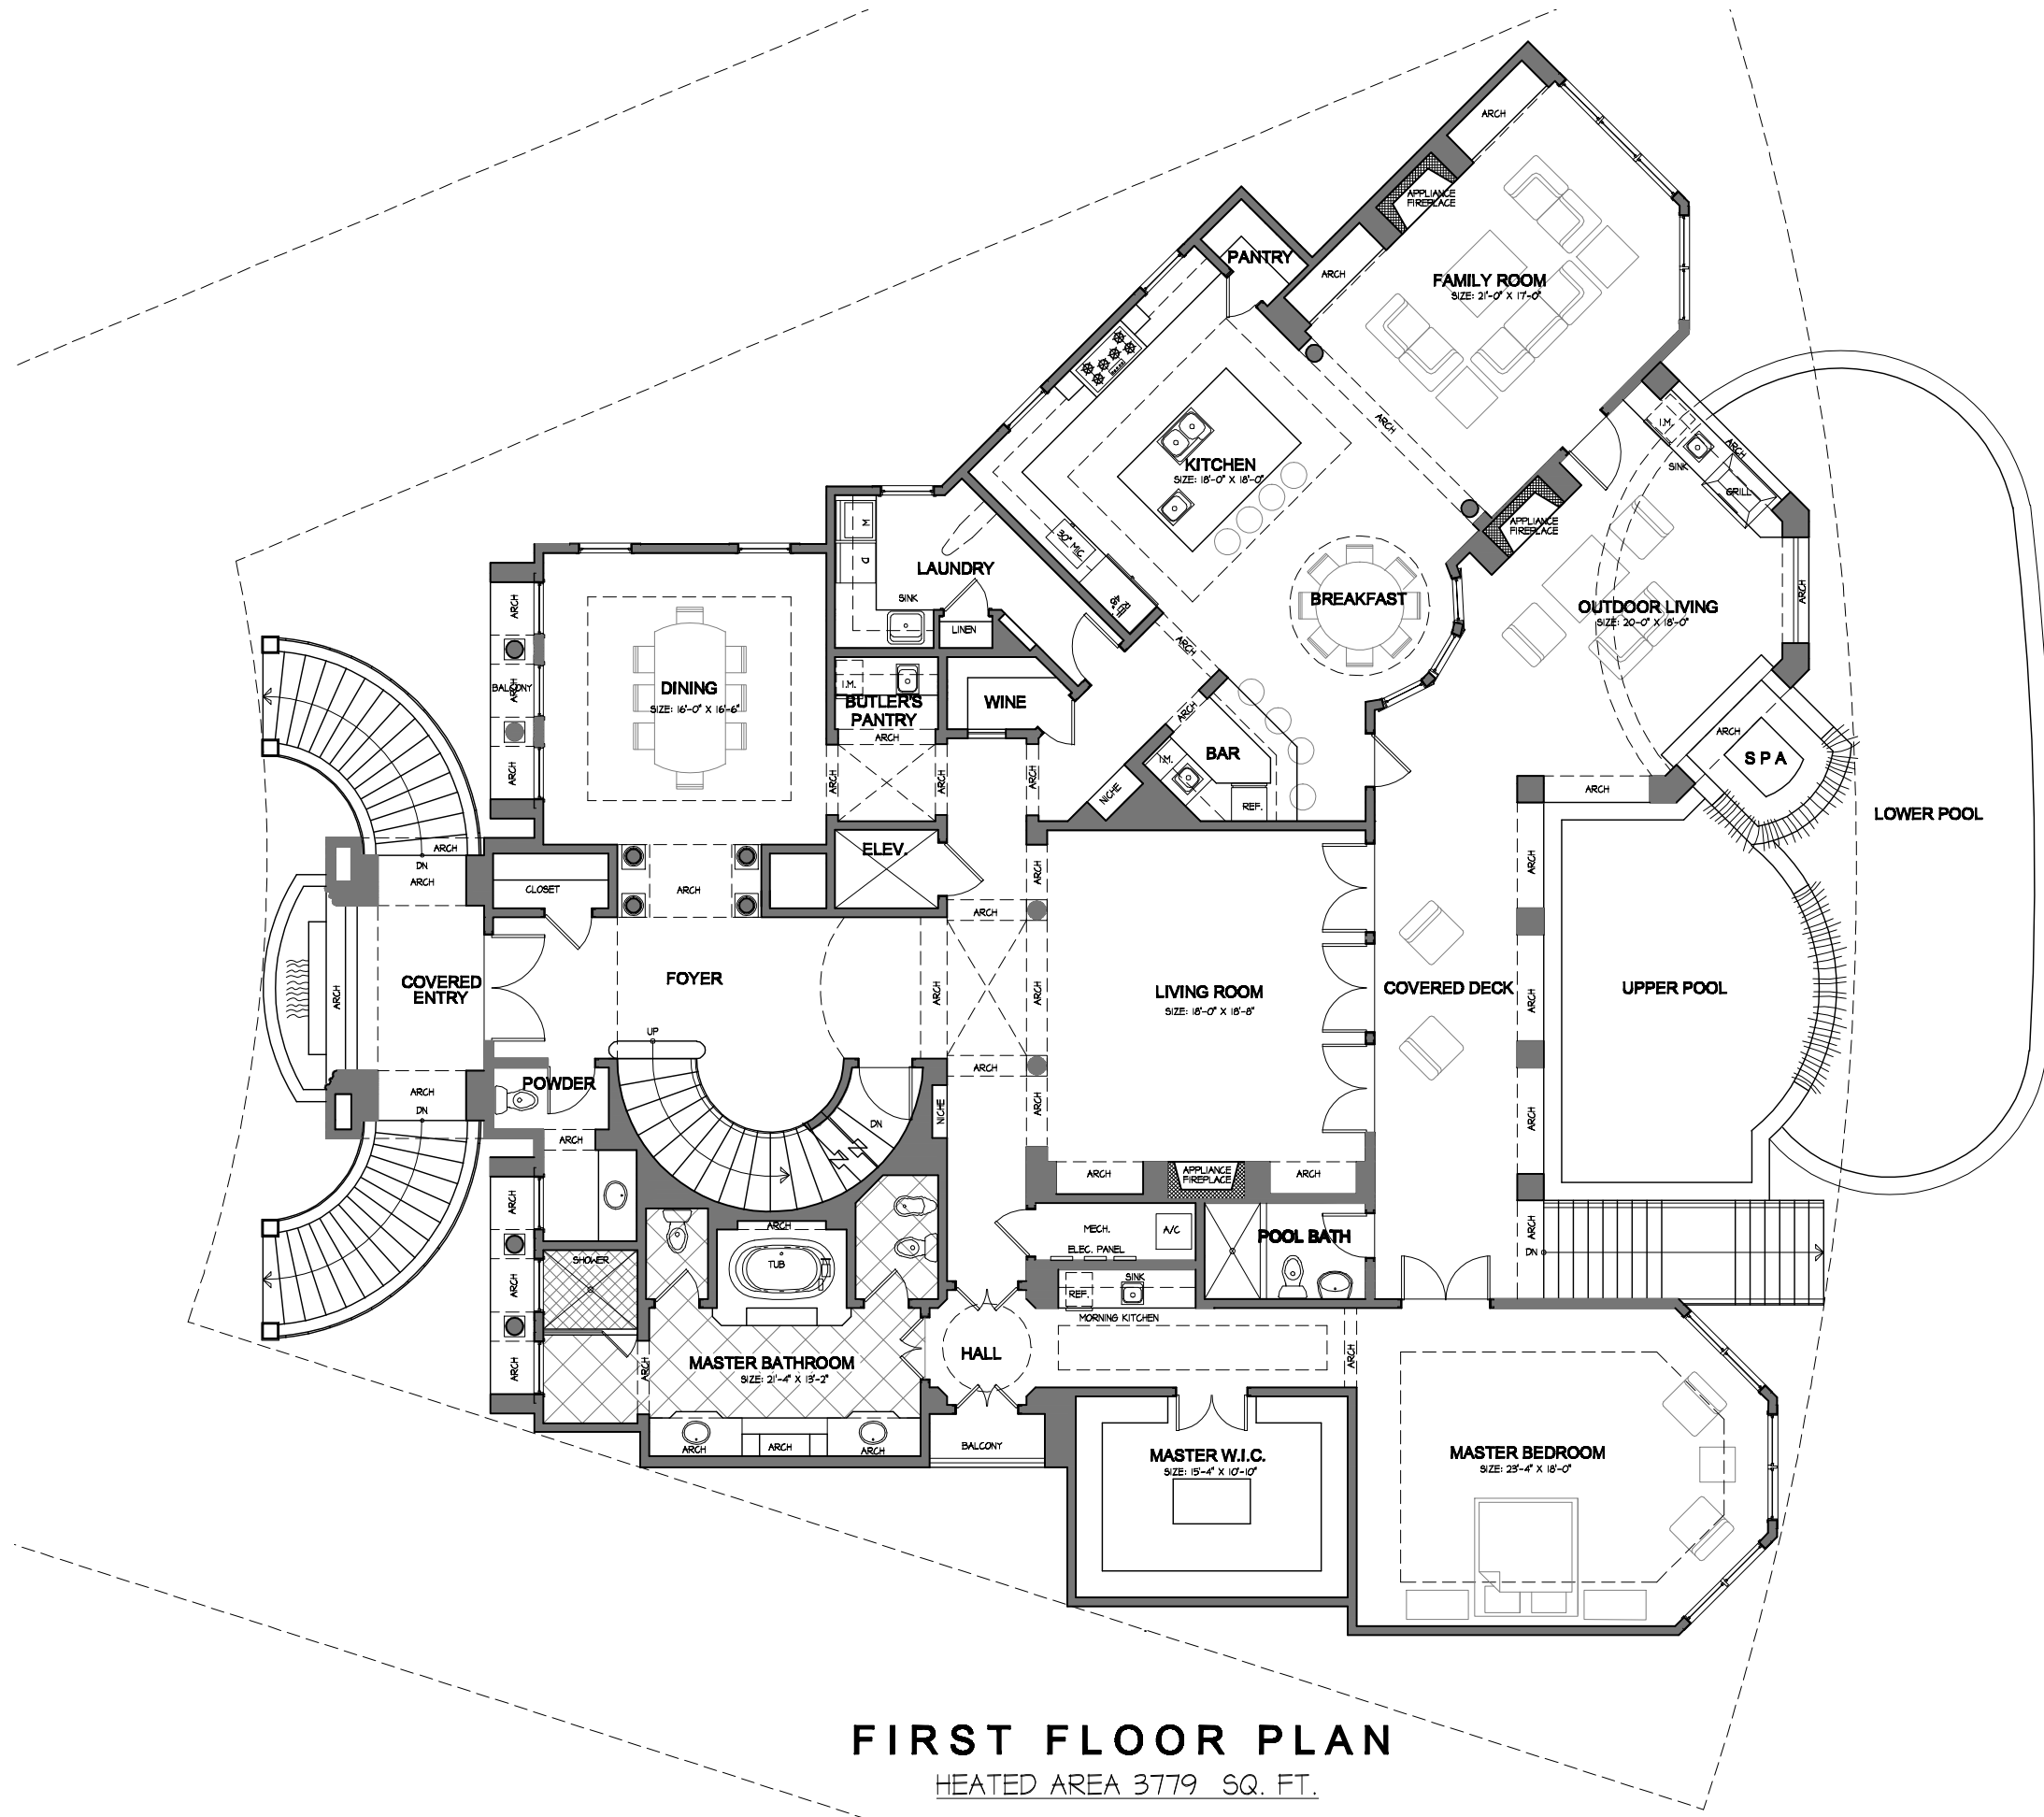 ARCH
APPLIANCE
FIREPLACE
PANTRY
ARCH
FAMILY ROOM
SIZE: 21'-0" X 17'-0"
ARCH
I.M.
ARCH
SINK
GRILL
KITCHEN
SIZE: 18'-0" X 18'-0"
APPLIANCE
FIREPLACE
30" MIC.
W
D
LAUNDRY
SINK
LINEN
ARCH
BREAKFAST
OUTDOOR LIVING
SIZE: 20'-0" X 18'-0"
ARCH
ARCH
BALCONY
ARCH
ARCH
DINING
SIZE: 16'-0" X 16'-6"
I.M.
BUTLER'S
PANTRY
ARCH
WINE
ARCH
BAR
I.M.
REF.
NICHE
ARCH
ARCH
ARCH
ARCH
SPA
ARCH
LOWER POOL
ARCH
DN
ARCH
CLOSET
ARCH
ELEV.
ARCH
ARCH
ARCH
COVERED
ENTRY
ARCH
FOYER
ARCH
ARCH
LIVING ROOM
SIZE: 18'-0" X 18'-8"
COVERED DECK
ARCH
UPPER POOL
UP
ARCH
POWDER
ARCH
DN
ARCH
DN
NICHE
ARCH
ARCH
ARCH
APPLIANCE
FIREPLACE
ARCH
ARCH
ARCH
ARCH
ARCH
SHOWER
ARCH
TUB
MECH.
A/C
ELEC. PANEL
POOL BATH
ARCH
DN
REF.
SINK
MORNING KITCHEN
ARCH
MASTER BATHROOM
SIZE: 21'-4" X 13'-2"
HALL
ARCH
ARCH
ARCH
ARCH
BALCONY
MASTER W.I.C.
SIZE: 15'-4" X 10'-10"
MASTER BEDROOM
SIZE: 23'-4" X 18'-0"
FIRST FLOOR PLAN
HEATED AREA 3779 SQ. FT.